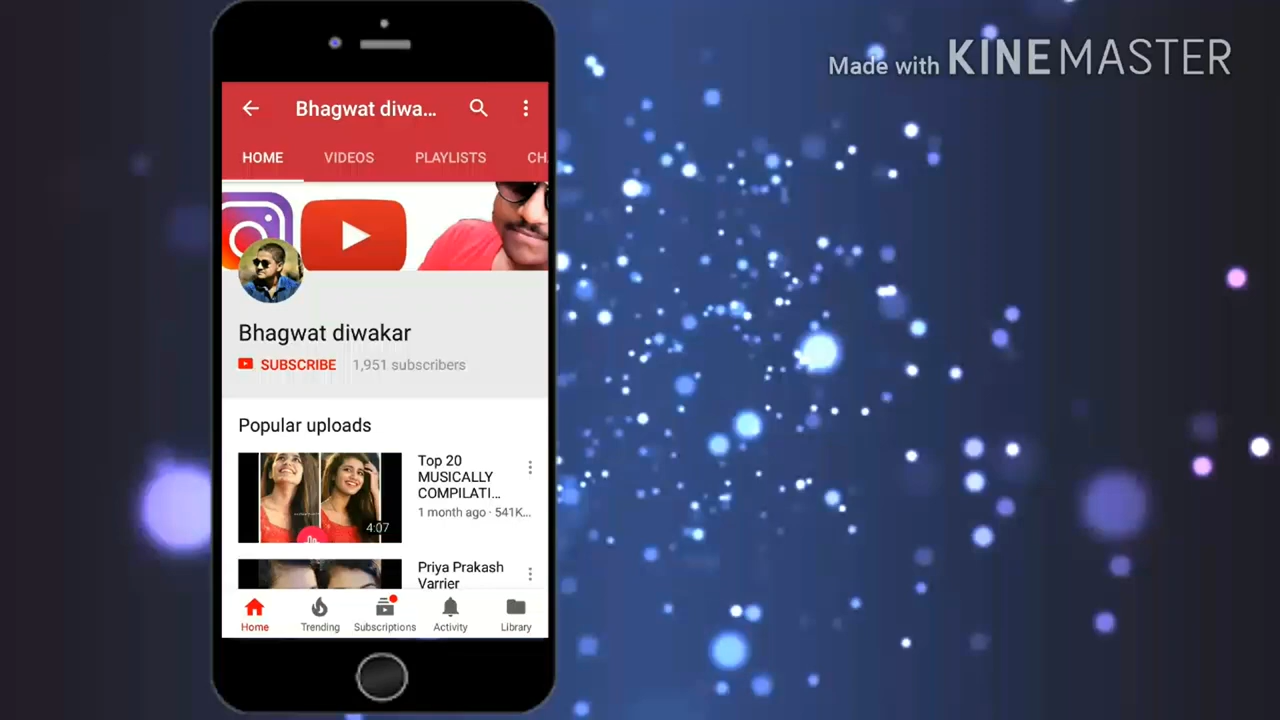 Made with KINEMASTER
Bhagwat diwa...
HOME VIDEOS PLAYLISTS CH
Bhagwat diwakar
SUBSCRIBE 1,951 subscribers
Popular uploads
Top 20
MUSICALLY
COMPILATI...
1 month ago · 541K...
4:07
Priya Prakash
Varrier
Home Trending Subscriptions Activity Library